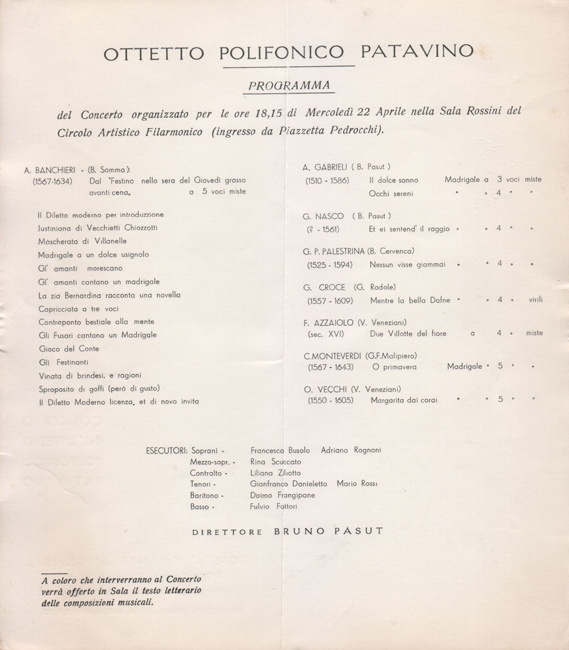 OTTETTO POLIFONICO PATAVINO
PROGRAMMA
del Concerto organizzato per le ore 18,15 di Mercoledì 22 Aprile nella Sala Rossini del
Circolo Artistico Filarmonico (ingresso da Piazzetta Pedrocchi).
A. BANCHIERI - (B. Somma):
(1567-1634) Dal "Festino nella sera del Giovedì grasso
avanti cena„ a 5 voci miste
Il Diletto moderno per introduzzione
Justiniana di Vecchietti Chiozzotti
Mascherata di Villanelle
Madrigale a un dolce usignolo
Gl' amanti morescano
Gl' amanti cantano un madrigale
La zia Bernardina racconta una novella
Capricciata a tre voci
Contraponto bestiale alla mente
Gli Fusari cantano un Madrigale
Gioco del Conte
Gli Festinanti
Vinata di brindesi, e ragioni
Sproposito di goffi (però di gusto)
Il Diletto Moderno licenza, et di novo invita
A. GABRIELI ( B. Pasut )
(1510 - 1586) Il dolce sonno Madrigale a 3 voci miste
Occhi sereni " " 4 " "
G. NASCO ( B. Pasut )
(? - 1561) Et ei sentend' il raggio " " 4 " "
G. P. PALESTRINA (B. Cervenca)
(1525 - 1594) Nessun visse giammai " " 4 " "
G. CROCE (G. Radole)
(1557 - 1609) Mentre la bella Dafne " " 4 " virili
F. AZZAIOLO (V. Veneziani)
(sec. XVI) Due Villotte del fiore a 4 " miste
C.MONTEVERDI (G.F.Malipiero)
(1567 - 1643) O primavera Madrigale " 5 " "
O. VECCHI (V. Veneziani)
(1550 - 1605) Margarita dai corai " " 5 " "
ESECUTORI: Soprani - Francesca Busolo Adriana Rognoni
Mezzo-sopr. - Rina Scuccato
Contralto - Liliana Ziliotto
Tenori - Gianfranco Danieletto Mario Rossi
Baritono - Doimo Frangipane
Basso - Fulvio Fattori
DIRETTORE BRUNO PASUT
A coloro che interverranno al Concerto
verrà offerto in Sala il testo letterario
delle composizioni musicali.